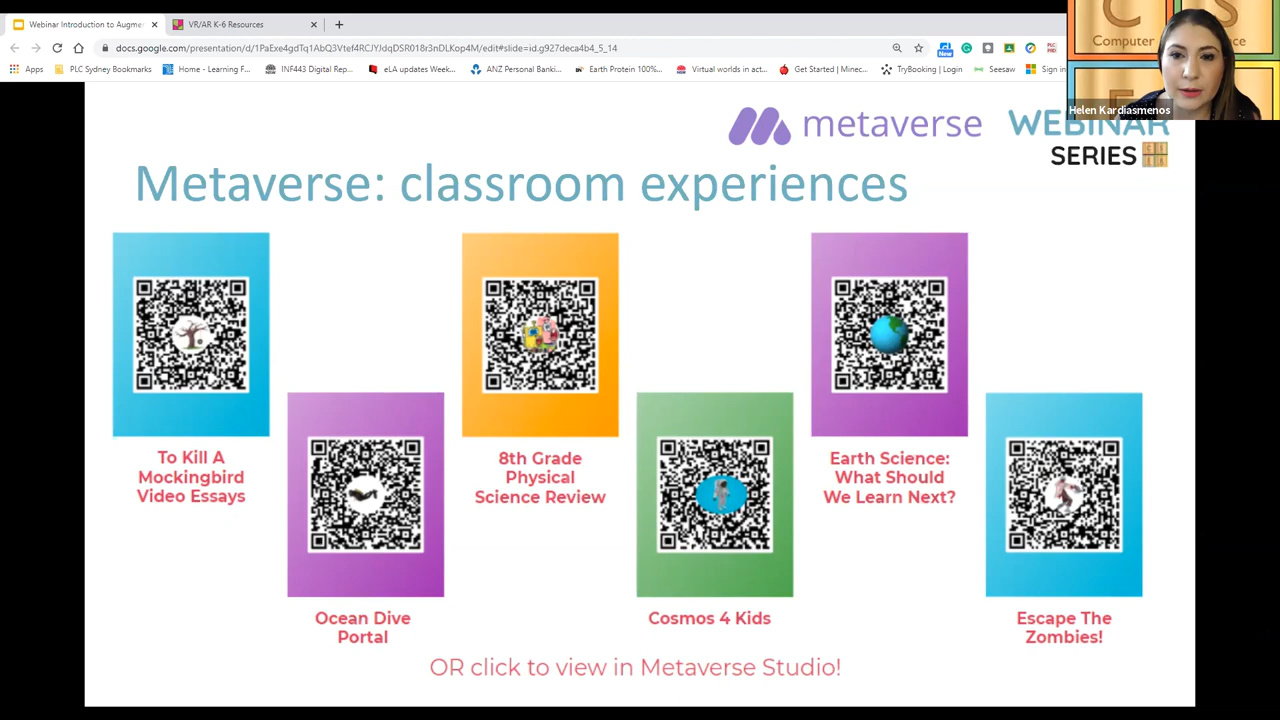 Webinar Introduction to Augme
VR/AR K-6 Resources
docs.google.com/presentation/d/1PaExe4gdTq1AbQ3Vtef4RCJYJdqDSR018r3nDLKop4M/edit#slide=id.g927deca4b4_5_14
New
Apps
PLC Sydney Bookmarks
Home - Learning F...
INF443 Digital Rep...
eLA updates Week...
ANZ Personal Banki...
Earth Protein 100%...
Virtual worlds in act...
Get Started | Minec...
TryBooking | Login
Seesaw
Sign in
C S
Computer
Helen Kardiasmenos
metaverse
WEBINAR
SERIES
Metaverse: classroom experiences
To Kill A
Mockingbird
Video Essays
8th Grade
Physical
Science Review
Earth Science:
What Should
We Learn Next?
Ocean Dive
Portal
Cosmos 4 Kids
Escape The
Zombies!
OR click to view in Metaverse Studio!